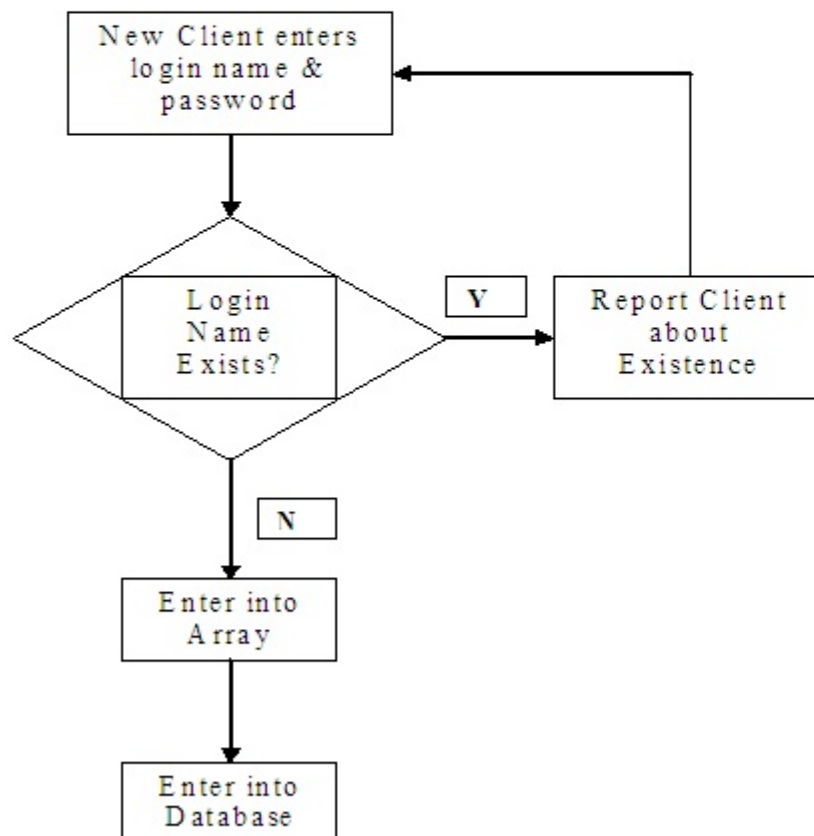 New Client enters
login name &
password
Login
Name
Exists?
Y
Report Client
about
Existence
N
Enter into
Array
Enter into
Database